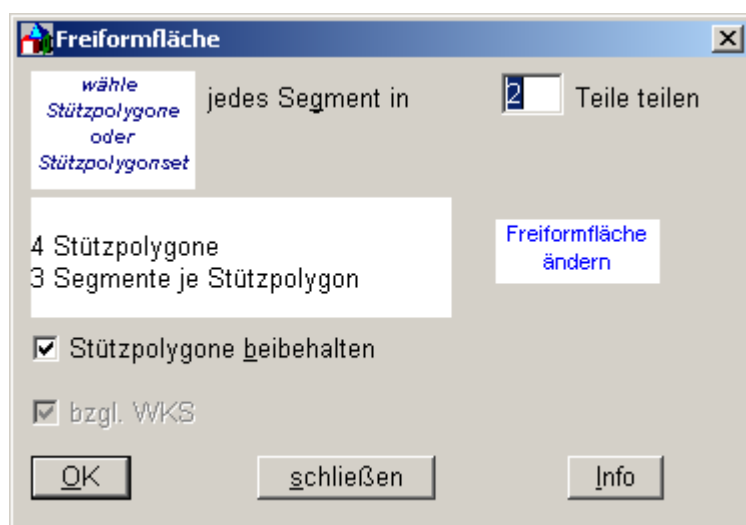 Freiformfläche
wähle
Stützpolygone
oder
Stützpolygonset
jedes Segment in 2 Teile teilen
4 Stützpolygone
3 Segmente je Stützpolygon
Freiformfläche
ändern
Stützpolygone beibehalten
bzgl. WKS
OK schließen Info